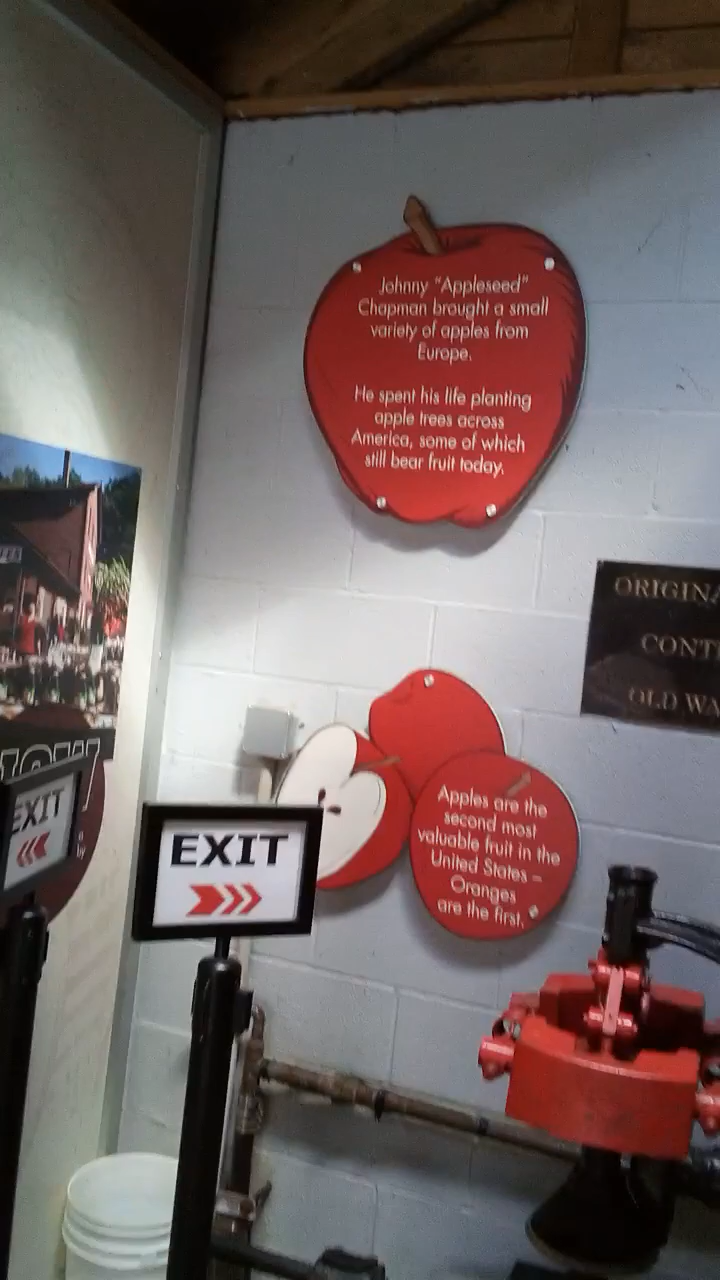 Johnny "Appleseed"
Chapman brought a small
variety of apples from
Europe.
He spent his life planting
apple trees across
America, some of which
still bear fruit today.
ORIGINA
CONT
OLD WA
Apples are the
second most
valuable fruit in the
United States –
Oranges
are the first.
EXIT
EXIT
by